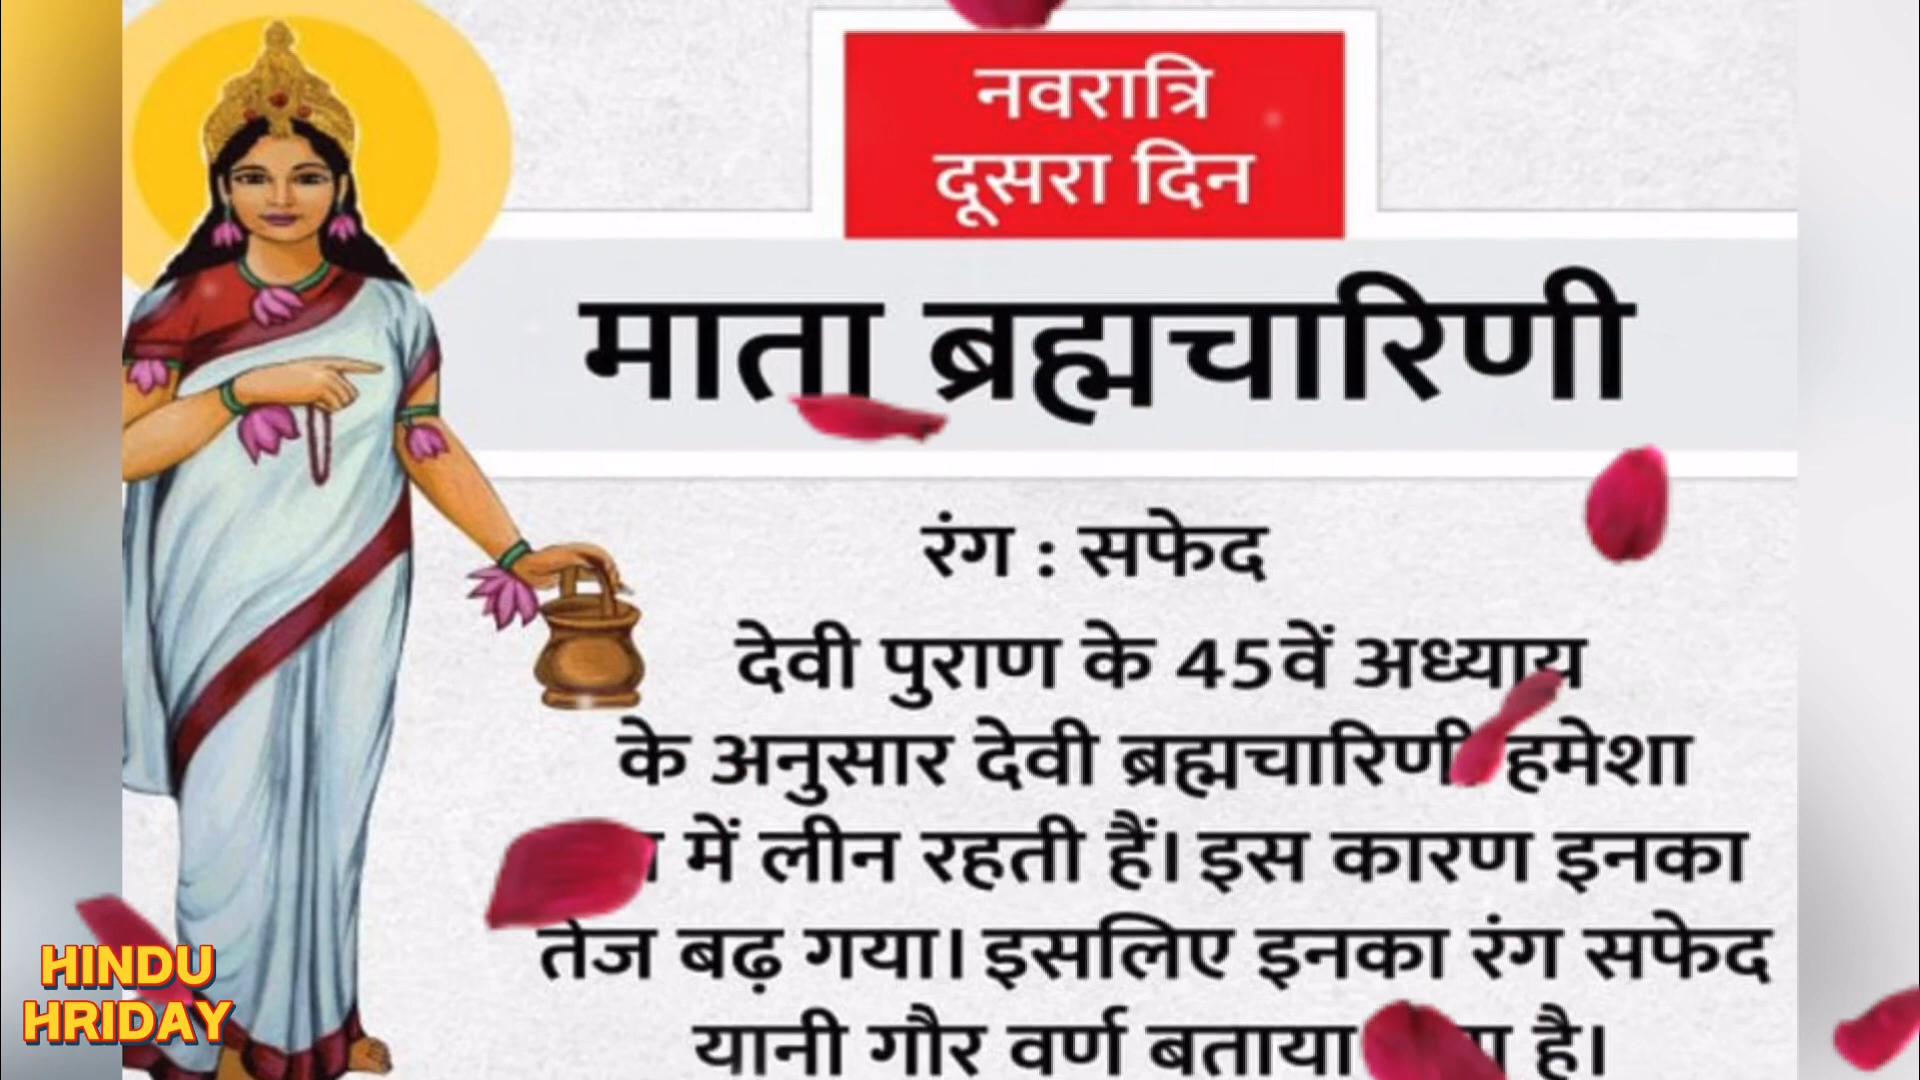 नवरात्रि
दूसरा दिन
माता ब्रह्मचारिणी
रंग : सफेद
देवी पुराण के 45वें अध्याय
के अनुसार देवी ब्रह्मचारिणी हमेशा
में लीन रहती हैं। इस कारण इनका
तेज बढ़ गया। इसलिए इनका रंग सफेद
यानी गौर वर्ण बताया है।
HINDU
HRIDAY